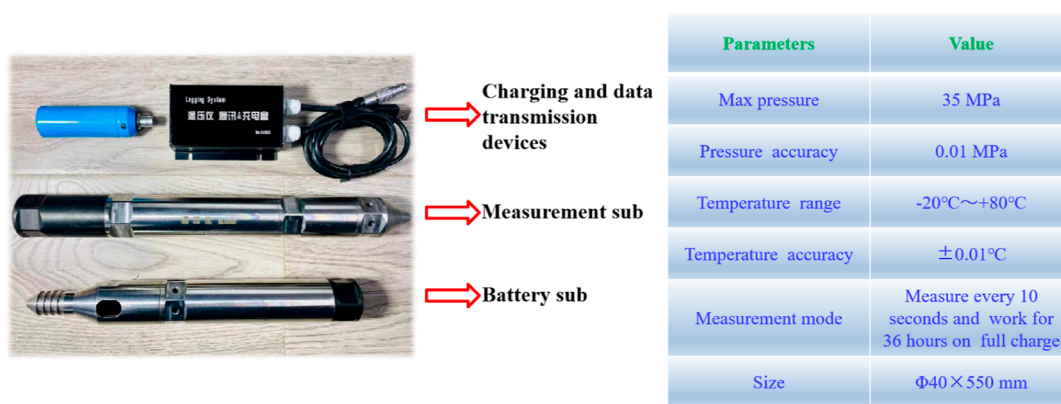 Logging System
温压仪 通讯&充电盒
Charging and data
transmission
devices
Measurement sub
Battery sub
Parameters Value
Max pressure 35 MPa
Pressure accuracy 0.01 MPa
Temperature range -20℃～+80℃
Temperature accuracy ±0.01℃
Measurement mode Measure every 10
seconds and work for
36 hours on full charge
Size Φ40×550 mm